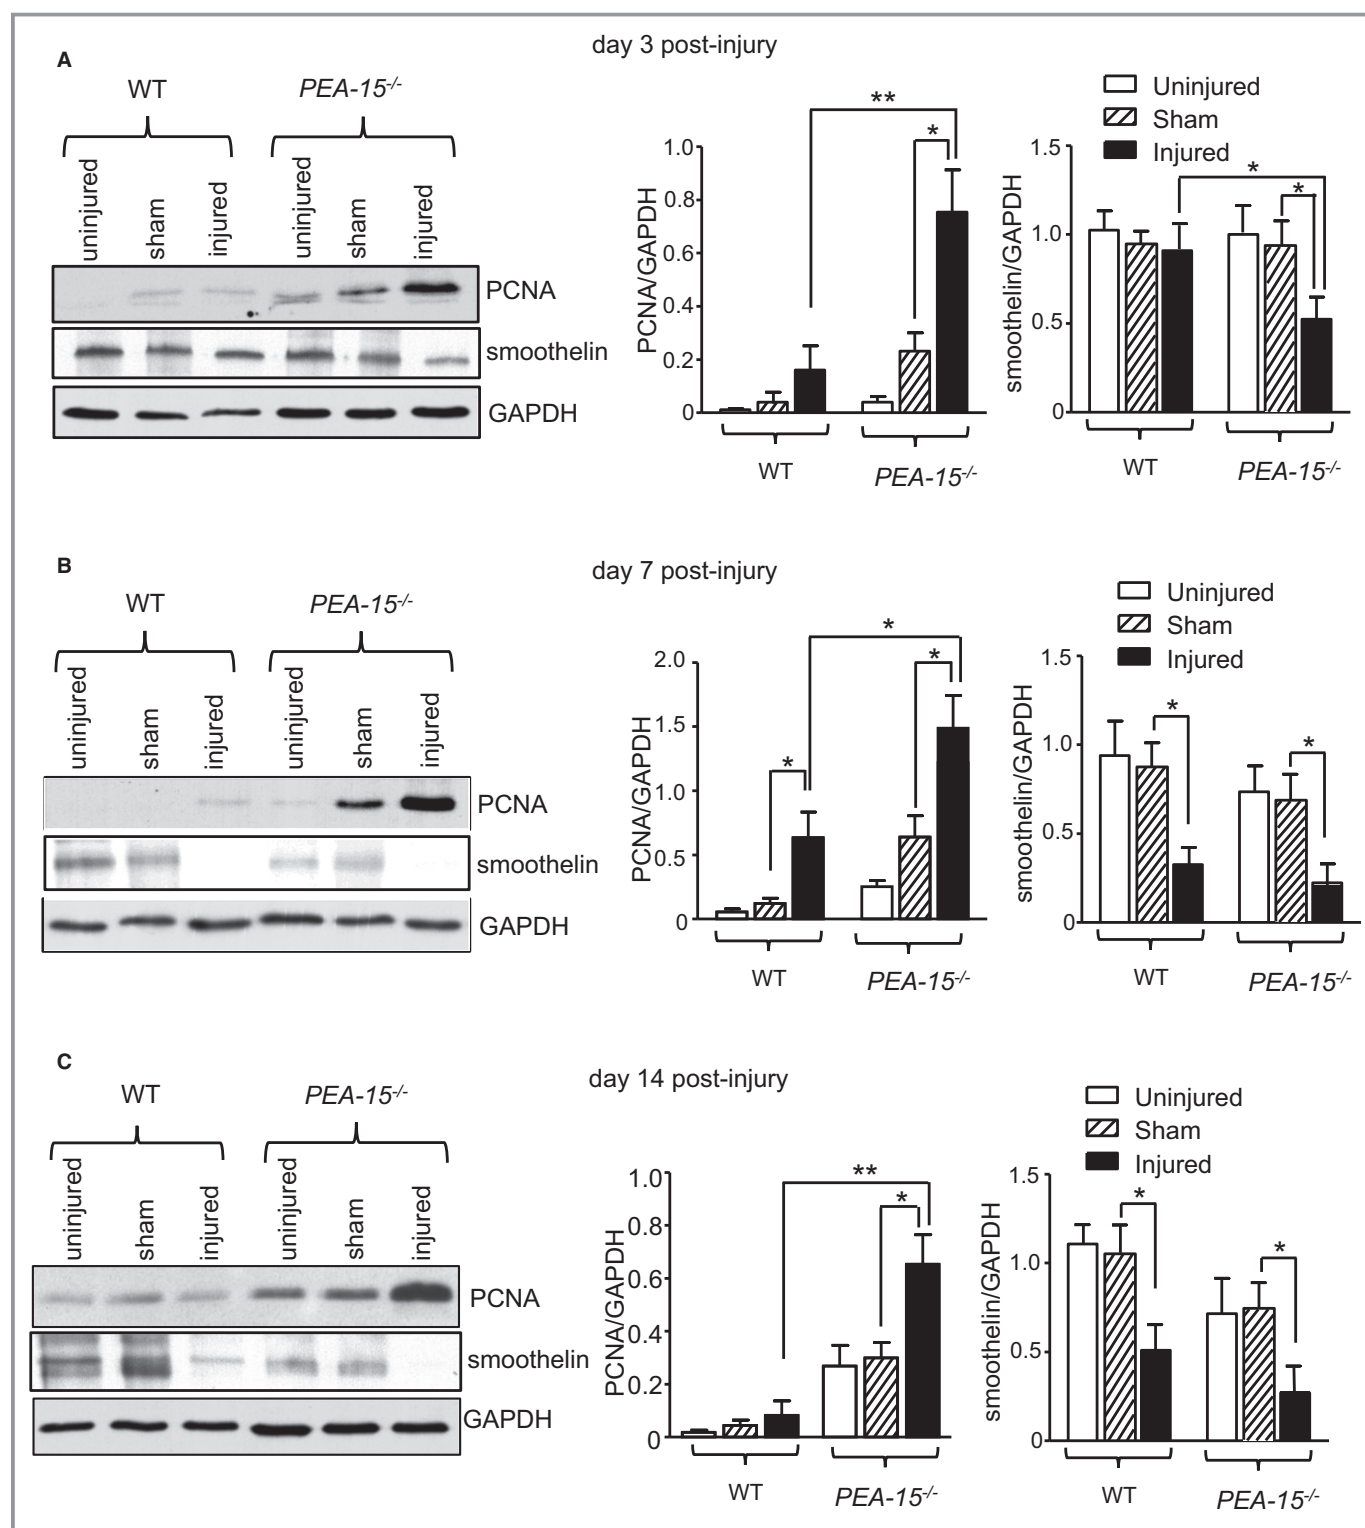 A
day 3 post-injury
WT
PEA-15-/-
uninjured
sham
injured
uninjured
sham
injured
PCNA
smoothelin
GAPDH
PCNA/GAPDH
1.0
0.8
0.6
0.4
0.2
0
**
*
WT
PEA-15-/-
Uninjured
Sham
Injured
smoothelin/GAPDH
1.5
1.0
0.5
0
*
*
WT
PEA-15-/-
B
day 7 post-injury
WT
PEA-15-/-
uninjured
sham
injured
uninjured
sham
injured
PCNA
smoothelin
GAPDH
PCNA/GAPDH
2.0
1.5
1.0
0.5
0
*
*
*
WT
PEA-15-/-
Uninjured
Sham
Injured
smoothelin/GAPDH
1.5
1.0
0.5
0
*
*
WT
PEA-15-/-
C
day 14 post-injury
WT
PEA-15-/-
uninjured
sham
injured
uninjured
sham
injured
PCNA
smoothelin
GAPDH
PCNA/GAPDH
1.0
0.8
0.6
0.4
0.2
0
**
*
WT
PEA-15-/-
Uninjured
Sham
Injured
smoothelin/GAPDH
1.5
1.0
0.5
0
*
*
WT
PEA-15-/-